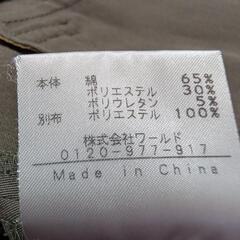 本体 綿 65%
ポリエステル 30%
ポリウレタン 5%
別布 ポリエステル 100%
株式会社ワールド
0120-977-917
Made in China